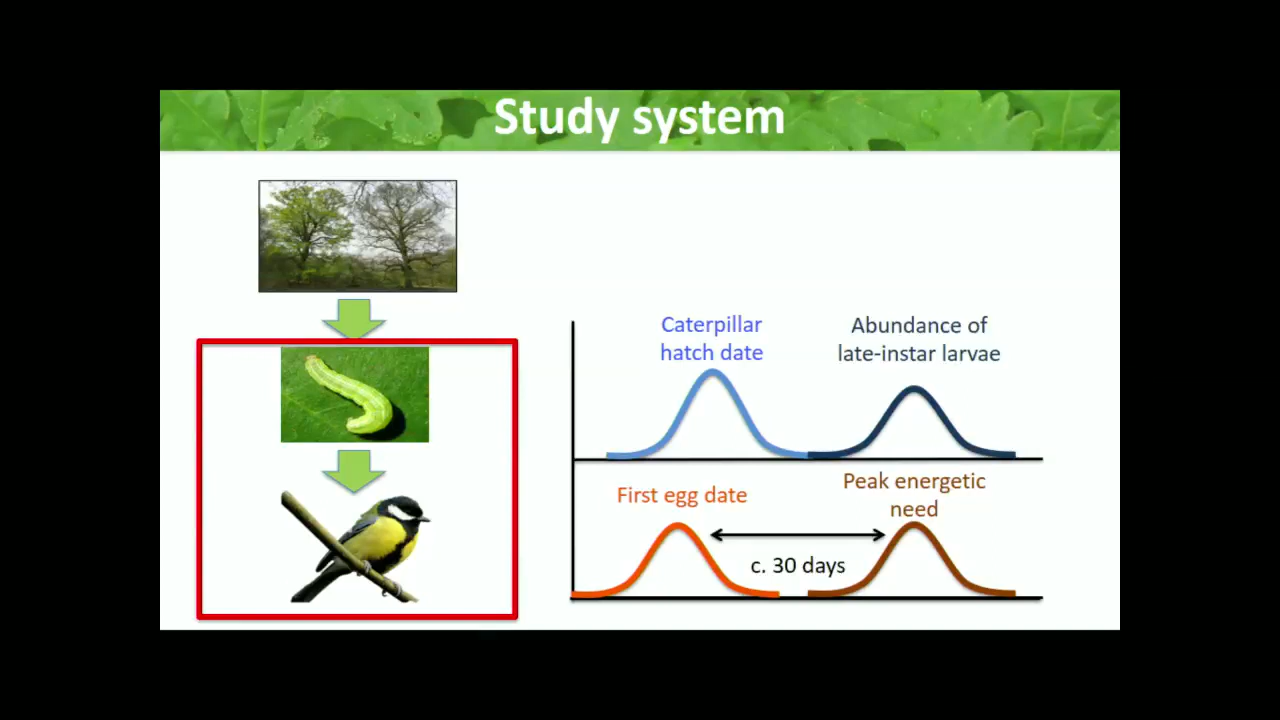 Study system
Caterpillar
hatch date
Abundance of
late-instar larvae
First egg date
Peak energetic
need
c. 30 days